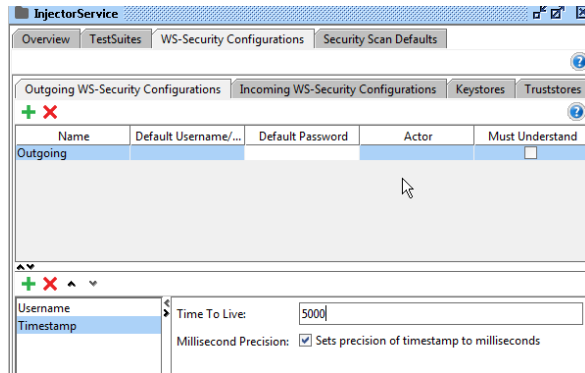 InjectorService
Overview TestSuites WS-Security Configurations Security Scan Defaults
Outgoing WS-Security Configurations Incoming WS-Security Configurations Keystores Truststores
Name Default Username/... Default Password Actor Must Understand
Outgoing
Username
Timestamp
Time To Live: 5000
Millisecond Precision: Sets precision of timestamp to milliseconds